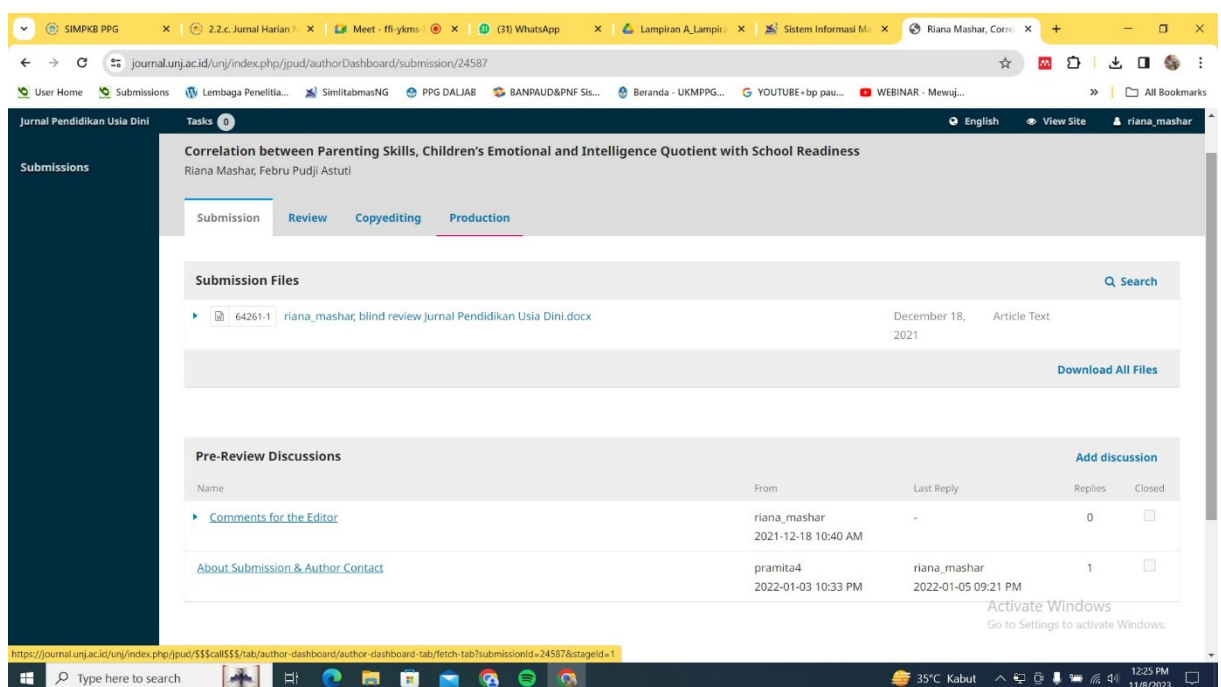 SIMPKB PPG
2.2.c. Jurnal Harian
Meet - ffi-ykms-
(31) WhatsApp
Lampiran A_Lampira
Sistem Informasi Ma
Riana Mashar, Corre
journal.unj.ac.id/unj/index.php/jpud/authorDashboard/submission/24587
User Home
Submissions
Lembaga Penelitia...
SimlitabmasNG
PPG DALJAB
BANPAUD&PNF Sis...
Beranda - UKMPPG...
YOUTUBE+bp pau...
WEBINAR - Mewuj...
»
All Bookmarks
Jurnal Pendidikan Usia Dini
Tasks 0
English
View Site
riana_mashar
Submissions
Correlation between Parenting Skills, Children's Emotional and Intelligence Quotient with School Readiness
Riana Mashar, Febru Pudji Astuti
Submission Review Copyediting Production
Submission Files
Search
64261-1 riana_mashar, blind review Jurnal Pendidikan Usia Dini.docx
December 18, 2021
Article Text
Download All Files
Pre-Review Discussions
Add discussion
Name From Last Reply Replies Closed
Comments for the Editor
riana_mashar
2021-12-18 10:40 AM
-
0
About Submission & Author Contact
pramita4
2022-01-03 10:33 PM
riana_mashar
2022-01-05 09:21 PM
1
Activate Windows
Go to Settings to activate Windows.
https://journal.unj.ac.id/unj/index.php/jpud/$$$call$$$/tab/author-dashboard/author-dashboard-tab/fetch-tab?submissionId=24587&stageId=1
Type here to search
35°C Kabut
12:25 PM
11/8/2023